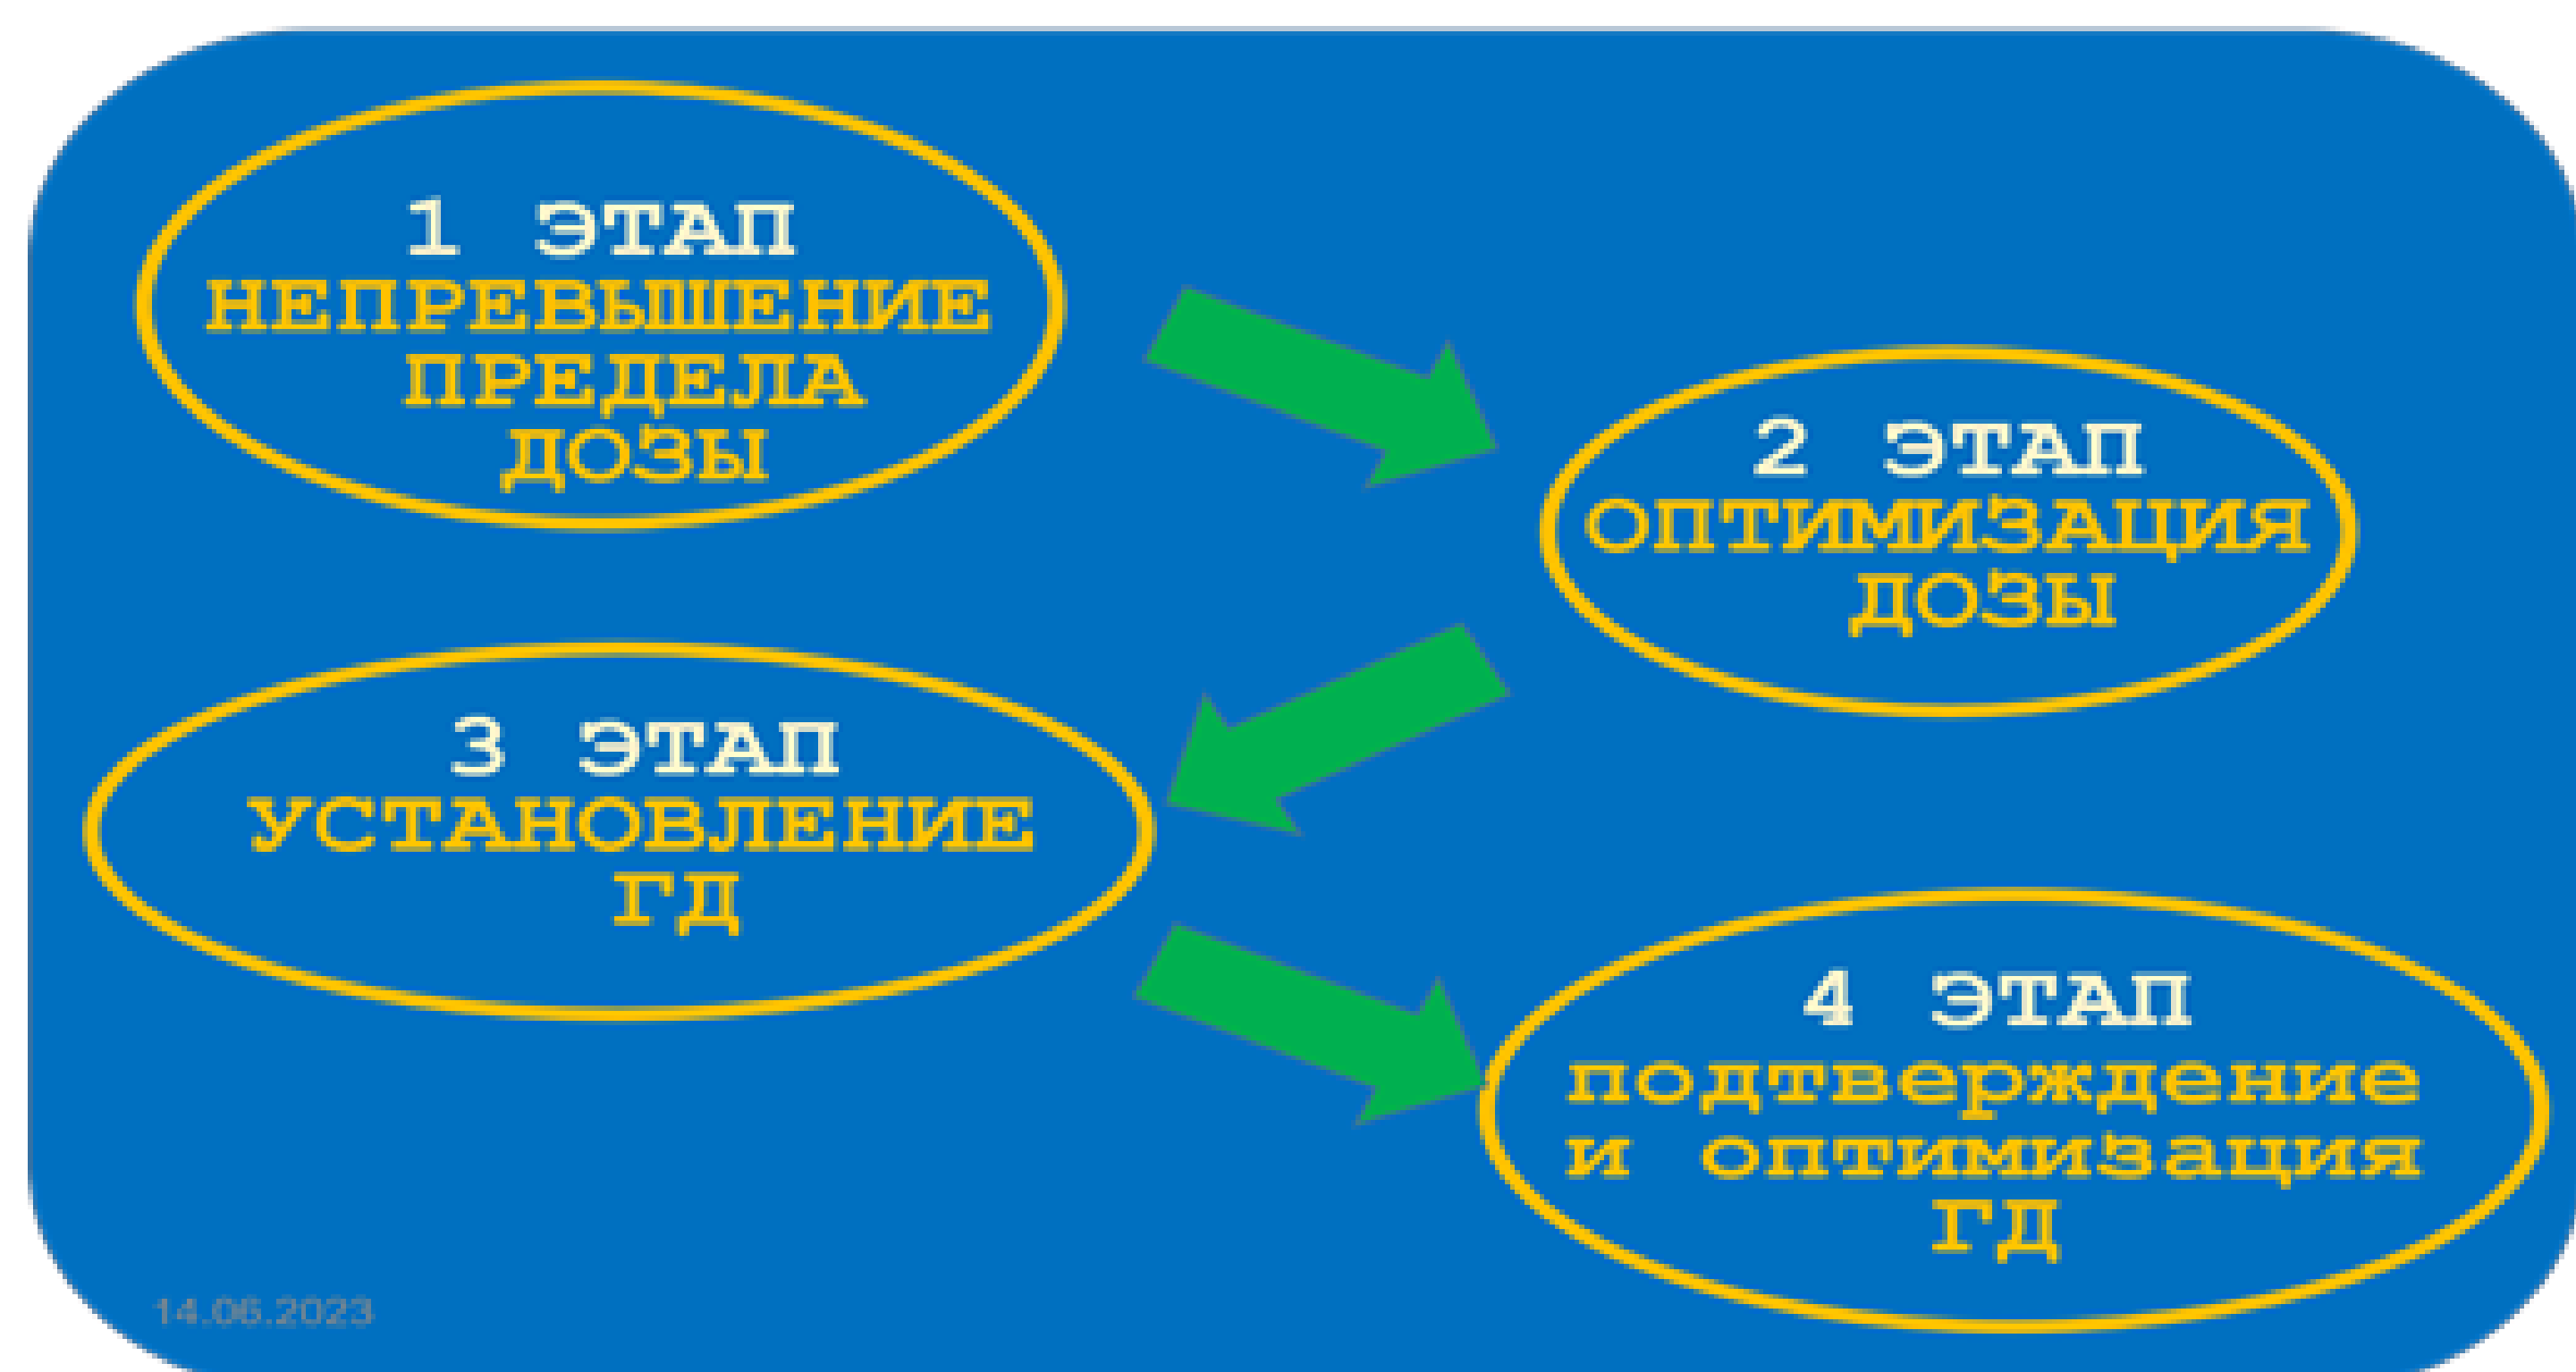 1 ЭТАП
НЕПРЕВЫШЕНИЕ
ПРЕДЕЛА
ДОЗЫ
2 ЭТАП
ОПТИМИЗАЦИЯ
ДОЗЫ
3 ЭТАП
УСТАНОВЛЕНИЕ
ГД
4 ЭТАП
подтверждение
и оптимизация
ГД
14.06.2023